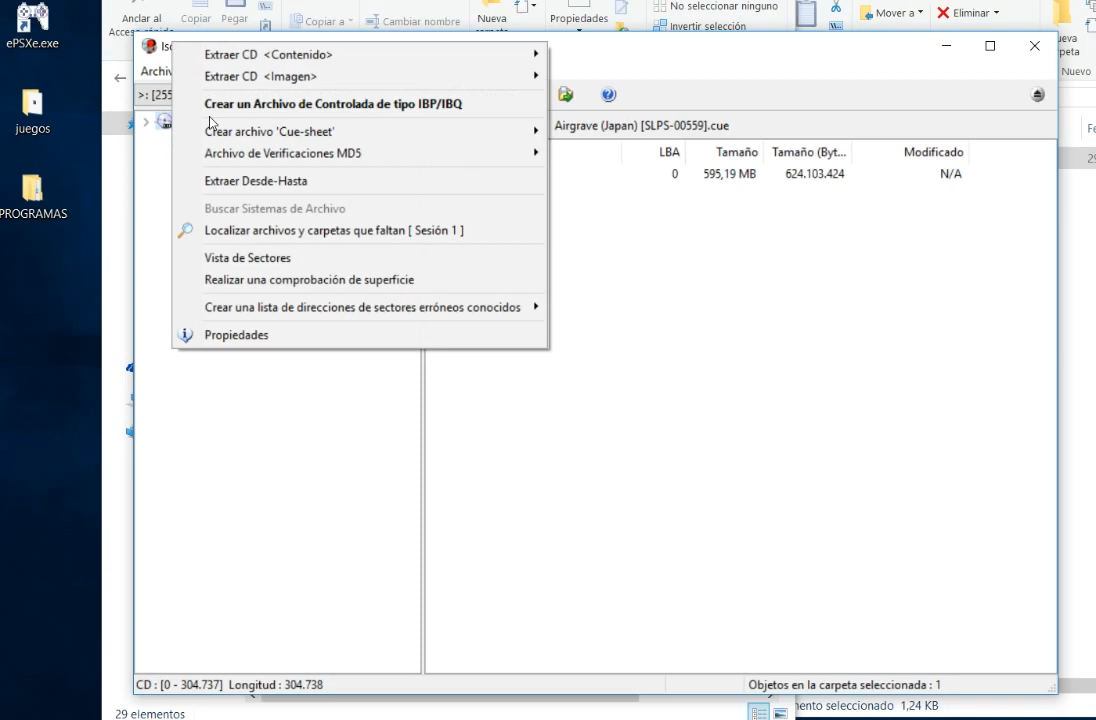 ePSXe.exe
juegos
PROGRAMAS
Anclar al
Copiar
Pegar
Copiar a
Cambiar nombre
Nueva
Propiedades
No seleccionar ninguno
Invertir selección
Mover a
Eliminar
Nuevo
Archiv
>: [255
Extraer CD <Contenido>
Extraer CD <Imagen>
Crear un Archivo de Controlada de tipo IBP/IBQ
Crear archivo 'Cue-sheet'
Archivo de Verificaciones MD5
Extraer Desde-Hasta
Buscar Sistemas de Archivo
Localizar archivos y carpetas que faltan [ Sesión 1 ]
Vista de Sectores
Realizar una comprobación de superficie
Crear una lista de direcciones de sectores erróneos conocidos
Propiedades
Airgrave (Japan) [SLPS-00559].cue
LBA Tamaño Tamaño (Byt... Modificado
0 595,19 MB 624.103.424 N/A
CD : [0 - 304.737] Longitud : 304.738
Objetos en la carpeta seleccionada : 1
29 elementos
mento seleccionado 1,24 KB